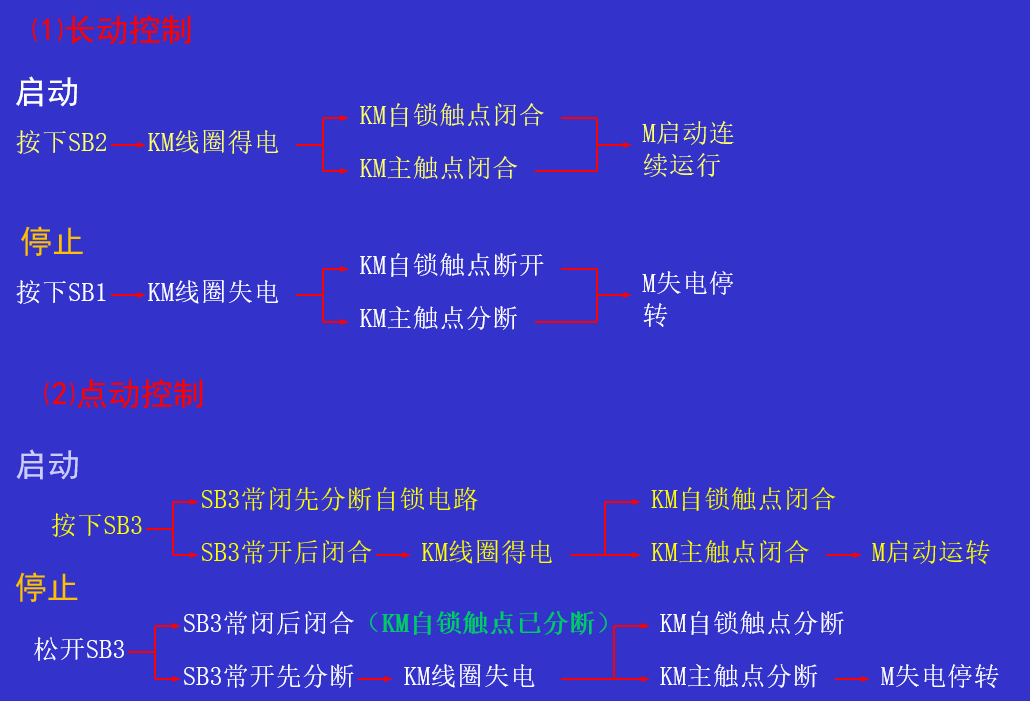 (1)长动控制
启动
KM自锁触点闭合
按下SB2
KM线圈得电
M启动连
续运行
KM主触点闭合
停止
KM自锁触点断开
按下SB1
KM线圈失电
M失电停
转
KM主触点分断
(2)点动控制
启动
SB3常闭先分断自锁电路
KM自锁触点闭合
按下SB3
SB3常开后闭合
KM线圈得电
KM主触点闭合
M启动运转
停止
SB3常闭后闭合（KM自锁触点已分断）
KM自锁触点分断
松开SB3
SB3常开先分断
KM线圈失电
KM主触点分断
M失电停转